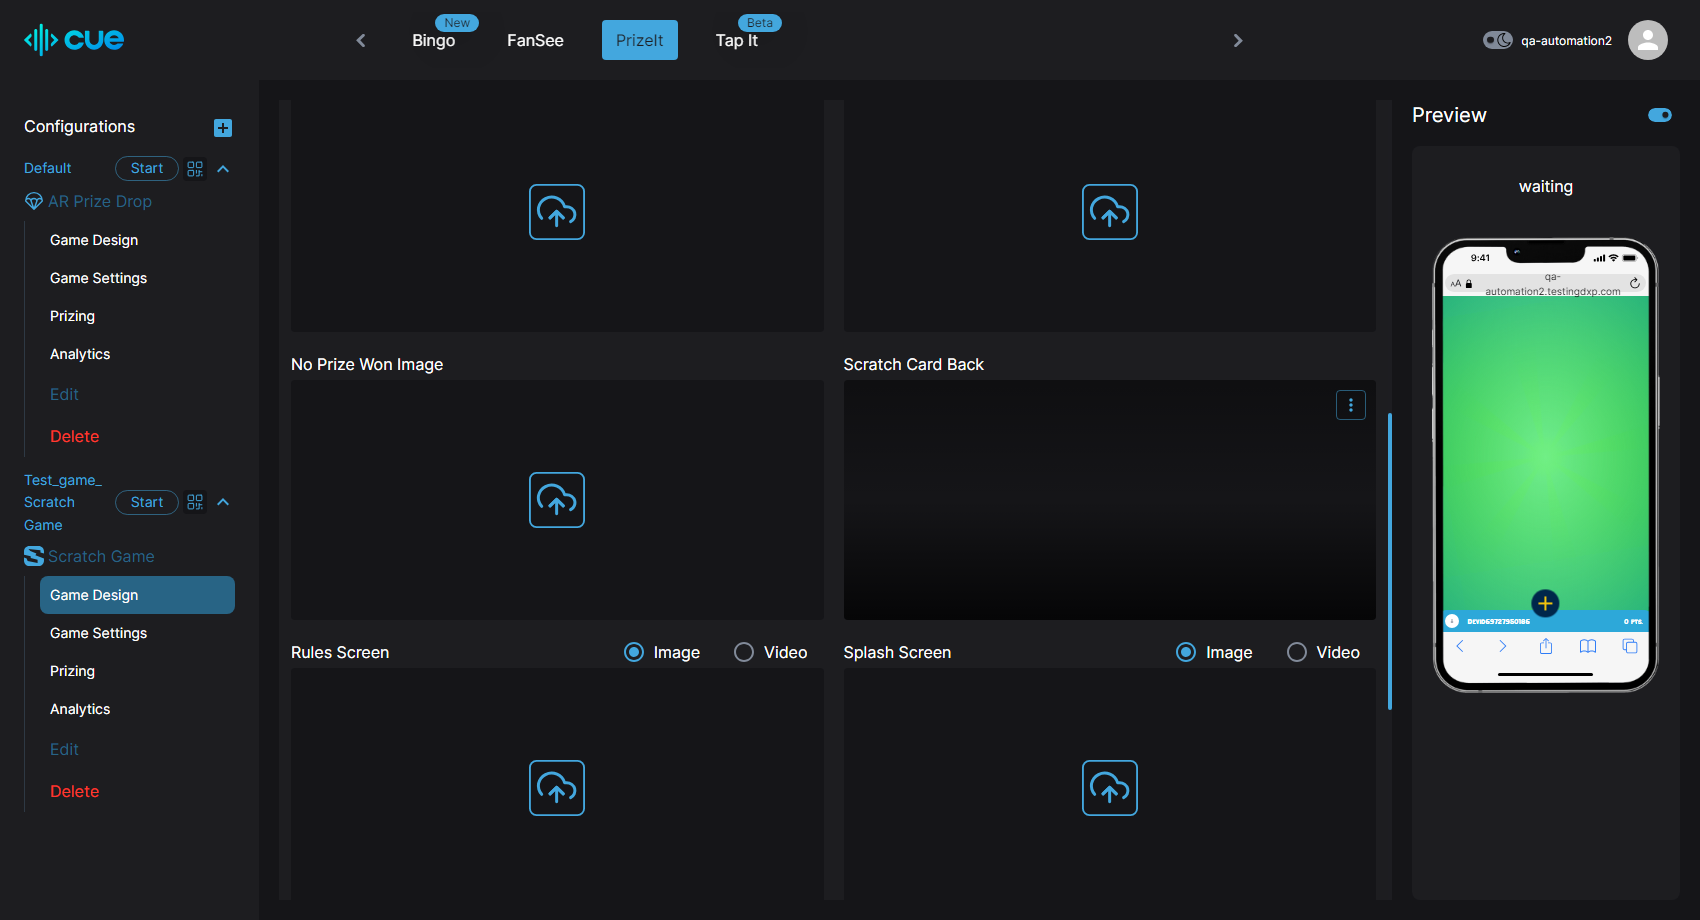 cue
New
Bingo
FanSee
PrizeIt
Beta
Tap It
qa-automation2
Configurations
Default
Start
AR Prize Drop
Game Design
Game Settings
Prizing
Analytics
Edit
Delete
Test_game_
Scratch
Game
Start
Scratch Game
Game Design
Game Settings
Prizing
Analytics
Edit
Delete
No Prize Won Image
Scratch Card Back
Rules Screen
Image
Video
Splash Screen
Image
Video
Preview
waiting
9:41
qa-
AA
automation2.testingdxp.com
0 PTS.